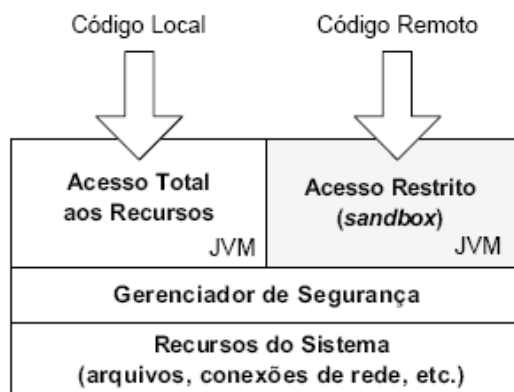 Código Local
Código Remoto
Acesso Total
aos Recursos
JVM
Acesso Restrito
(sandbox)
JVM
Gerenciador de Segurança
Recursos do Sistema
(arquivos, conexões de rede, etc.)